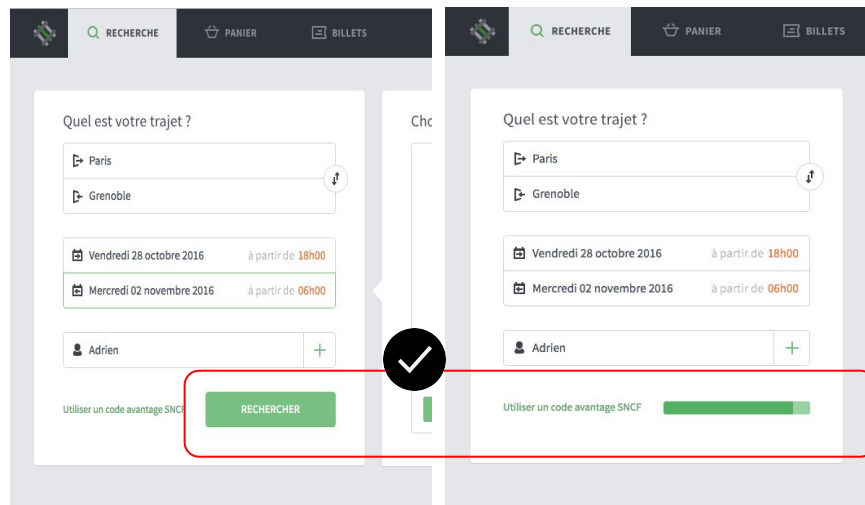 RECHERCHE PANIER BILLETS
Quel est votre trajet ?
Paris
Grenoble
Vendredi 28 octobre 2016 à partir de 18h00
Mercredi 02 novembre 2016 à partir de 06h00
Adrien
Utiliser un code avantage SNCF RECHERCHER
Cho
RECHERCHE PANIER BILLETS
Quel est votre trajet ?
Paris
Grenoble
Vendredi 28 octobre 2016 à partir de 18h00
Mercredi 02 novembre 2016 à partir de 06h00
Adrien
Utiliser un code avantage SNCF